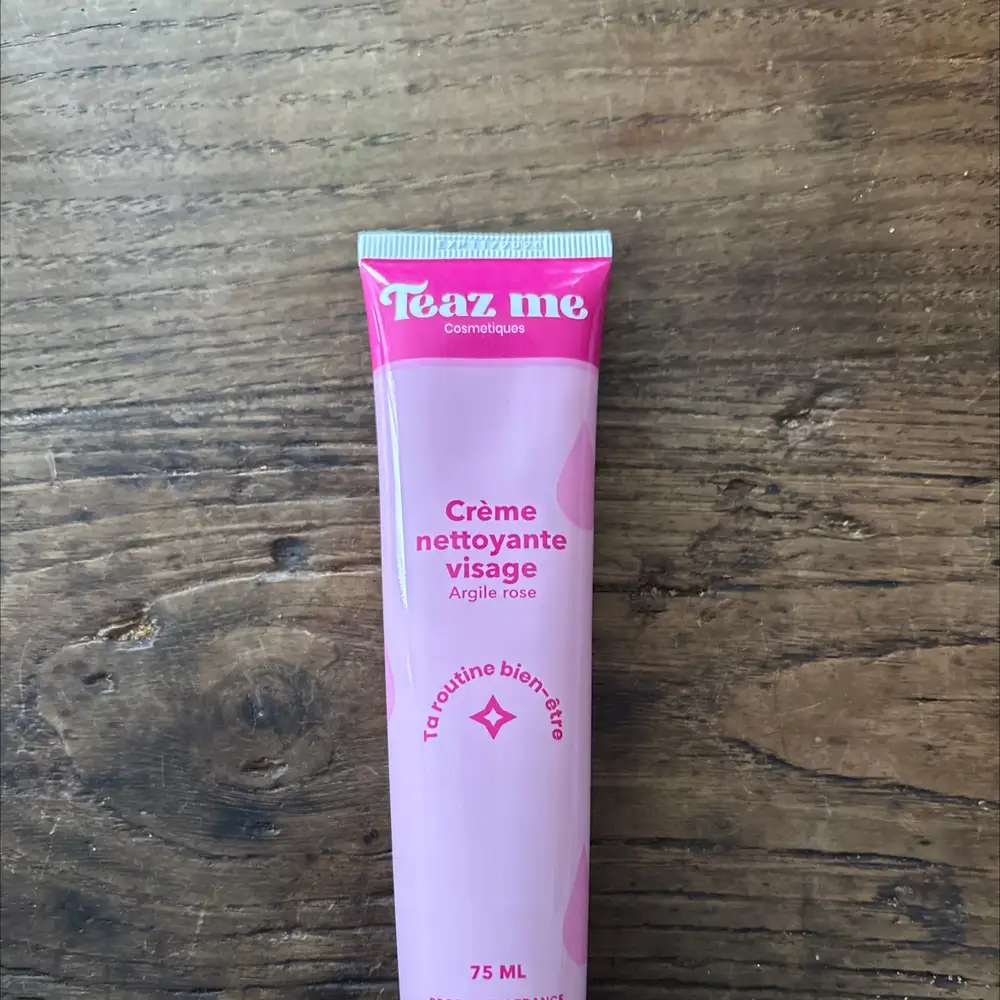 Teaz me
Cosmetiques
Crème
nettoyante
visage
Argile rose
Ta routine bien-être
75 ML